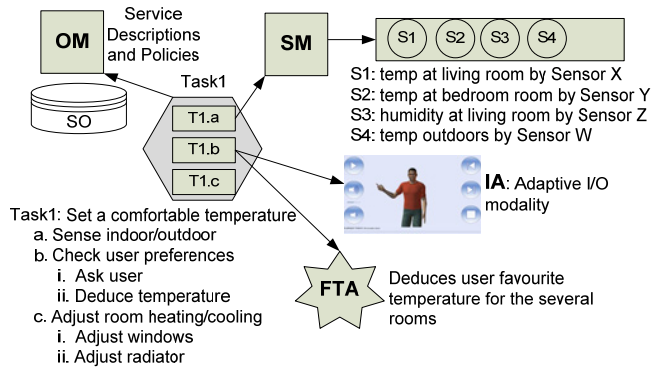 OM
Service
Descriptions
and Policies
SM
S1 S2 S3 S4
Task1
SO
S1: temp at living room by Sensor X
S2: temp at bedroom room by Sensor Y
S3: humidity at living room by Sensor Z
S4: temp outdoors by Sensor W
T1.a
T1.b
T1.c
IA: Adaptive I/O
modality
Task1: Set a comfortable temperature
a. Sense indoor/outdoor
b. Check user preferences
i. Ask user
ii. Deduce temperature
c. Adjust room heating/cooling
i. Adjust windows
ii. Adjust radiator
FTA
Deduces user favourite
temperature for the several
rooms